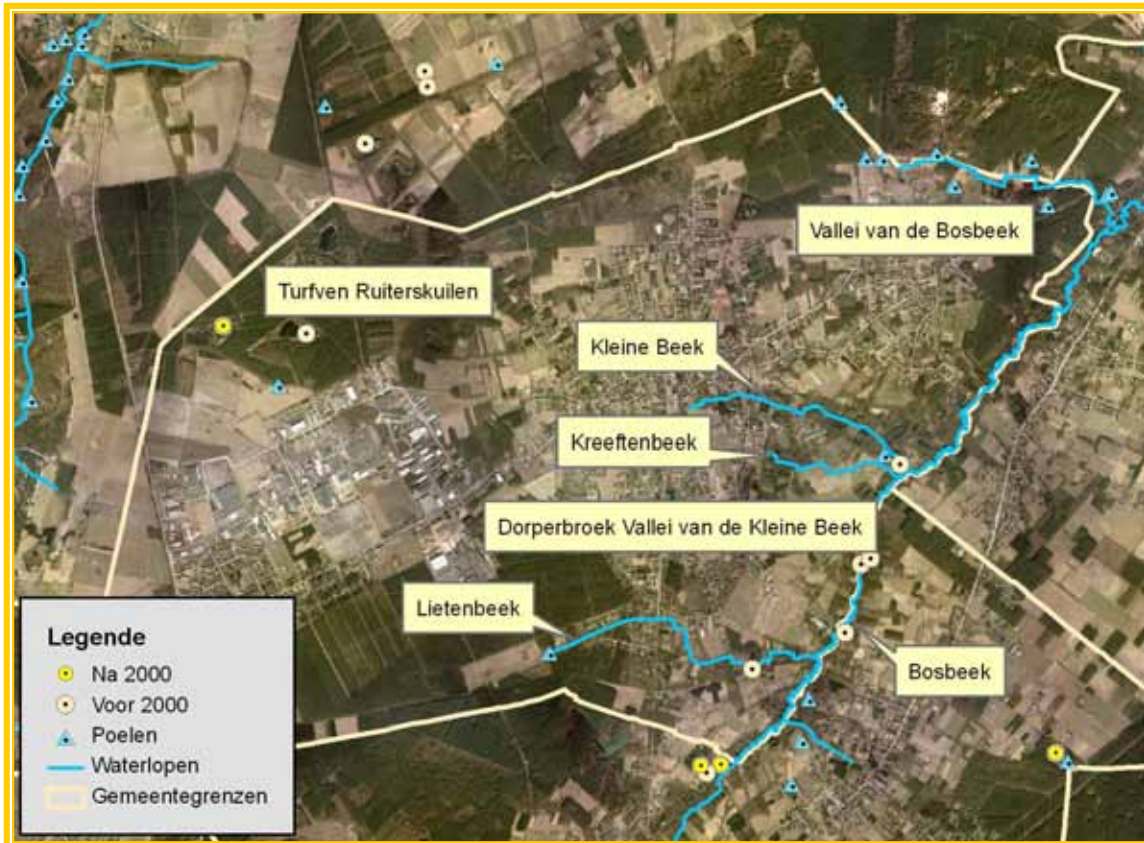 Vallei van de Bosbeek
Turfven Ruiterskuilen
Kleine Beek
Kreeftenbeek
Dorperbroek Vallei van de Kleine Beek
Lietenbeek
Bosbeek
Legende
Na 2000
Voor 2000
Poelen
Waterlopen
Gemeentegrenzen